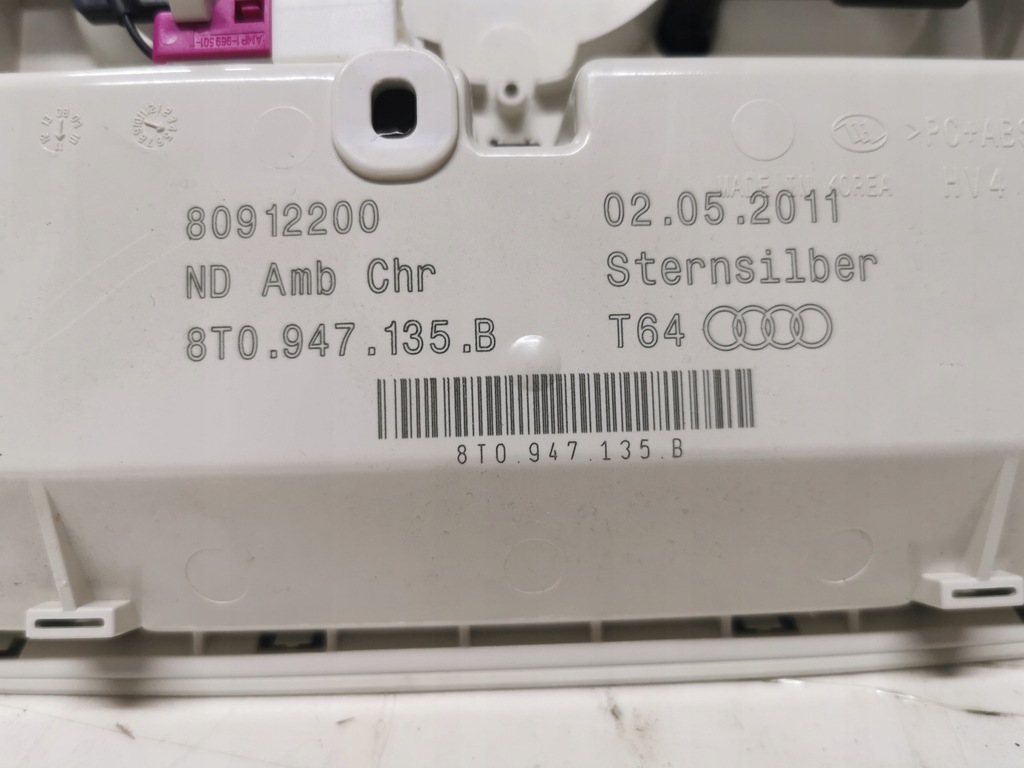 80912200
ND Amb Chr
8T0.947.135.B
02.05.2011
Sternsilber
T64
8T0.947.135.B
>PC+ABS
MADE IN KOREA
HV4